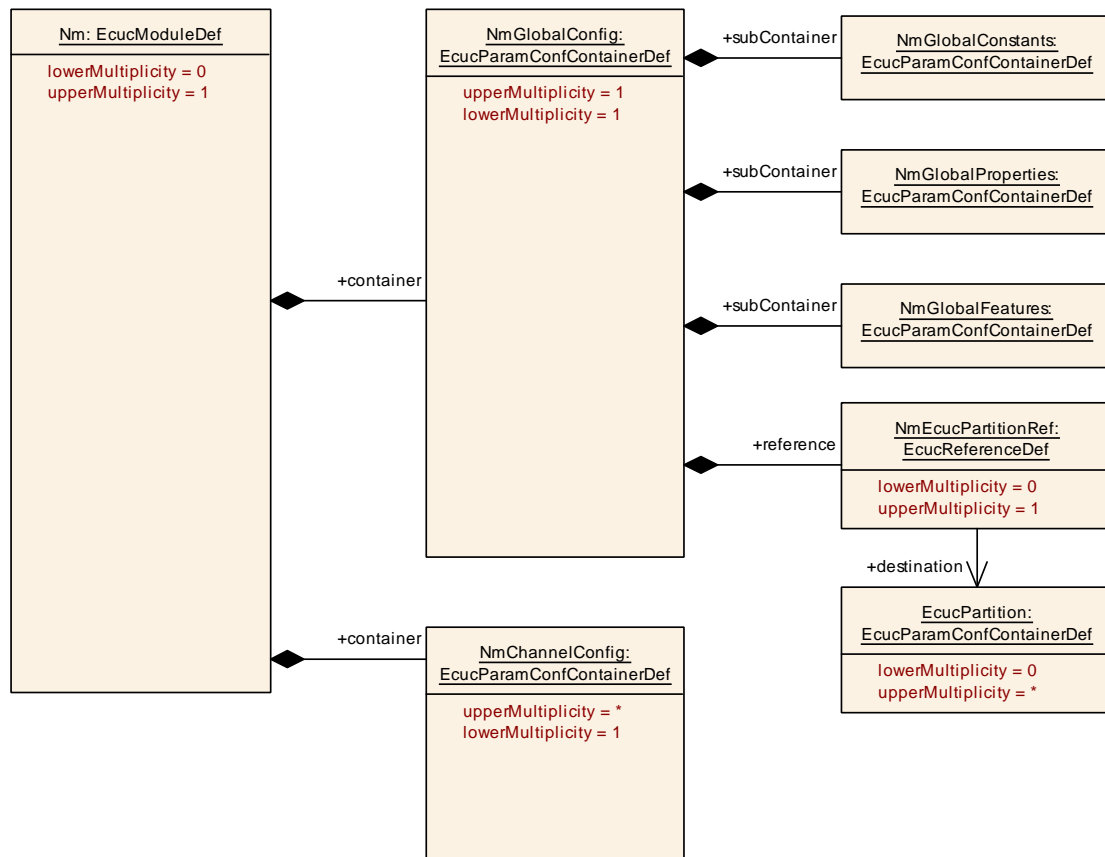 Nm: EcucModuleDef
lowerMultiplicity = 0
upperMultiplicity = 1
+container
NmGlobalConfig:
EcucParamConfContainerDef
upperMultiplicity = 1
lowerMultiplicity = 1
+subContainer
NmGlobalConstants:
EcucParamConfContainerDef
+subContainer
NmGlobalProperties:
EcucParamConfContainerDef
+subContainer
NmGlobalFeatures:
EcucParamConfContainerDef
+reference
NmEcucPartitionRef:
EcucReferenceDef
lowerMultiplicity = 0
upperMultiplicity = 1
+destination
EcucPartition:
EcucParamConfContainerDef
lowerMultiplicity = 0
upperMultiplicity = *
+container
NmChannelConfig:
EcucParamConfContainerDef
upperMultiplicity = *
lowerMultiplicity = 1